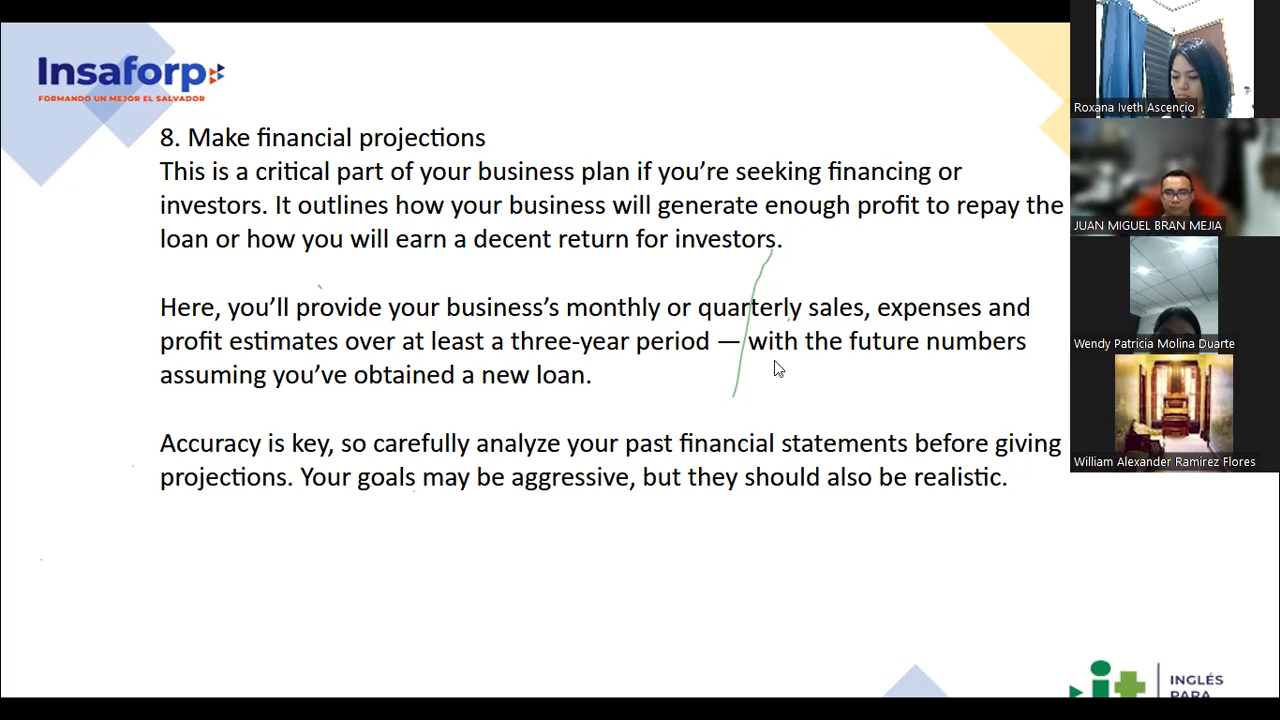 Insaforp
FORMANDO UN MEJOR EL SALVADOR
8. Make financial projections
This is a critical part of your business plan if you’re seeking financing or
investors. It outlines how your business will generate enough profit to repay the
loan or how you will earn a decent return for investors.
Here, you’ll provide your business’s monthly or quarterly sales, expenses and
profit estimates over at least a three-year period — with the future numbers
assuming you’ve obtained a new loan.
Accuracy is key, so carefully analyze your past financial statements before giving
projections. Your goals may be aggressive, but they should also be realistic.
Roxana Iveth Ascencio
JUAN MIGUEL BRAN MEJIA
Wendy Patricia Molina Duarte
William Alexander Ramirez Flores
INGLÉS
PARA